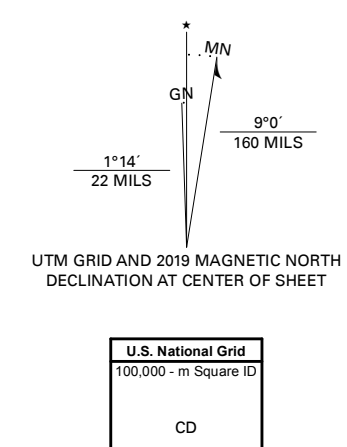 ★
MN
GN
9°0´
160 MILS
1°14´
22 MILS
UTM GRID AND 2019 MAGNETIC NORTH
DECLINATION AT CENTER OF SHEET
U.S. National Grid
100,000 - m Square ID
CD